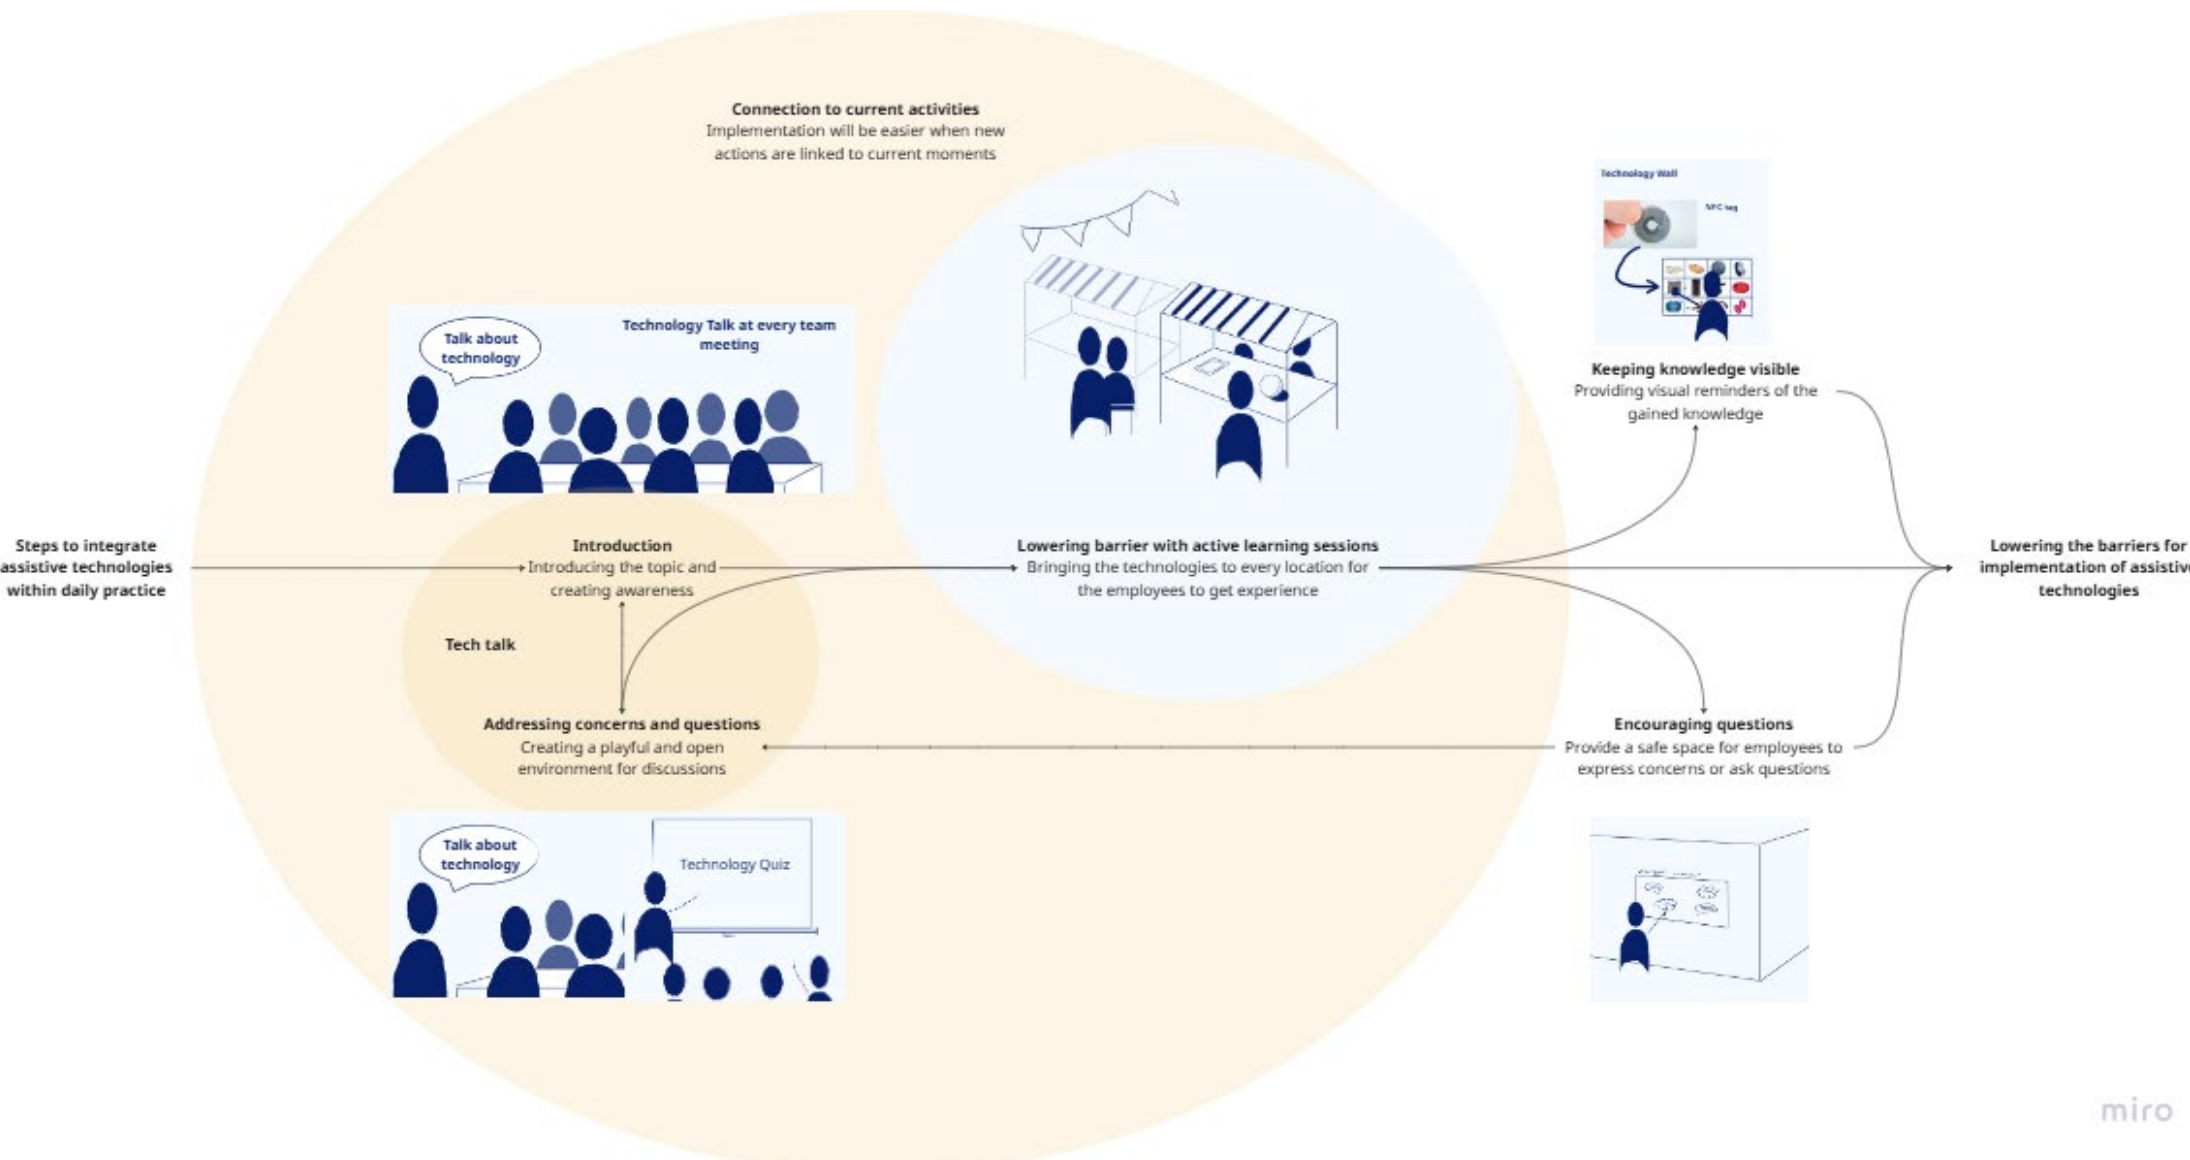 Connection to current activities
Implementation will be easier when new
actions are linked to current moments
Technology Wall
NFC tag
Talk about
technology
Technology Talk at every team
meeting
Keeping knowledge visible
Providing visual reminders of the
gained knowledge
Steps to integrate
assistive technologies
within daily practice
Introduction
Introducing the topic and
creating awareness
Lowering barrier with active learning sessions
Bringing the technologies to every location for
the employees to get experience
Lowering the barriers for
implementation of assistiv
technologies
Tech talk
Addressing concerns and questions
Creating a playful and open
environment for discussions
Encouraging questions
Provide a safe space for employees to
express concerns or ask questions
Talk about
technology
Technology Quiz
miro